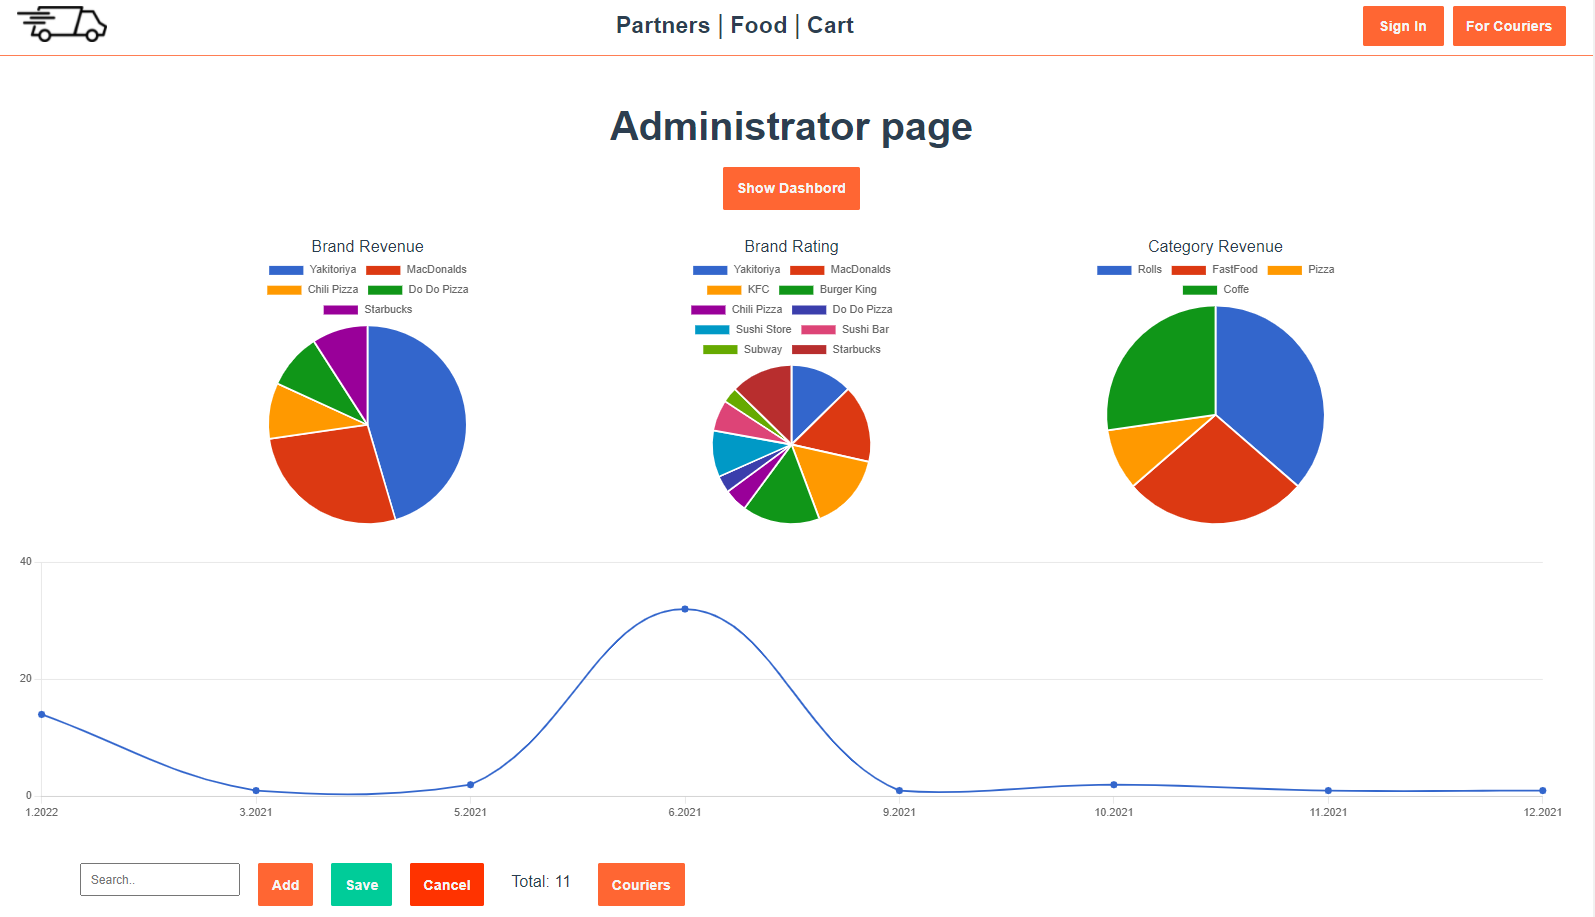 Partners | Food | Cart
Sign In
For Couriers
Administrator page
Show Dashbord
Brand Revenue
Yakitoriya MacDonalds
Chili Pizza Do Do Pizza
Starbucks
Brand Rating
Yakitoriya MacDonalds
KFC Burger King
Chili Pizza Do Do Pizza
Sushi Store Sushi Bar
Subway Starbucks
Category Revenue
Rolls FastFood Pizza
Coffe
40
20
0
1.2022 3.2021 5.2021 6.2021 9.2021 10.2021 11.2021 12.2021
Search.. Add Save Cancel Total: 11 Couriers